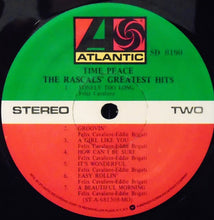 ATLANTIC
SD 8190
TIME PEACE
THE RASCALS' GREATEST HITS
1. LONELY TOO LONG
Felix Cavaliere
STEREO
TWO
2. GROOVIN'
Felix Cavaliere-Eddie Brigati
3. A GIRL LIKE YOU
Felix Cavaliere-Eddie Brigati
4. HOW CAN I BE SURE
Felix Cavaliere-Eddie Brigati
5. IT'S WONDERFUL
Felix Cavaliere-Eddie Brigati
6. EASY ROLLIN'
Felix Cavaliere-Eddie Brigati
7. A BEAUTIFUL MORNING
Felix Cavaliere-Eddie Brigati
(ST-A-681308-MO)